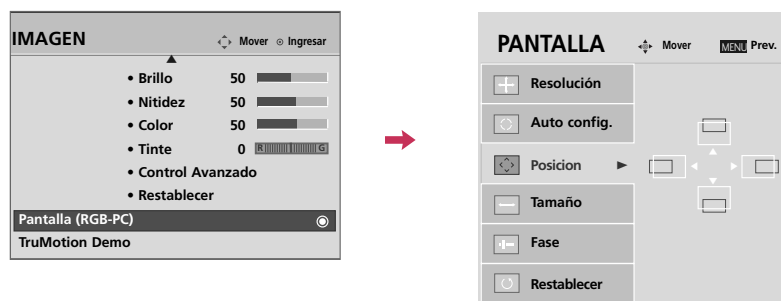 IMAGEN
Mover Ingresar
• Brillo 50
• Nitidez 50
• Color 50
• Tinte 0 R G
• Control Avanzado
• Restablecer
Pantalla (RGB-PC)
TruMotion Demo
PANTALLA
Mover MENU Prev.
Resolución
Auto config.
Posicion
Tamaño
Fase
Restablecer